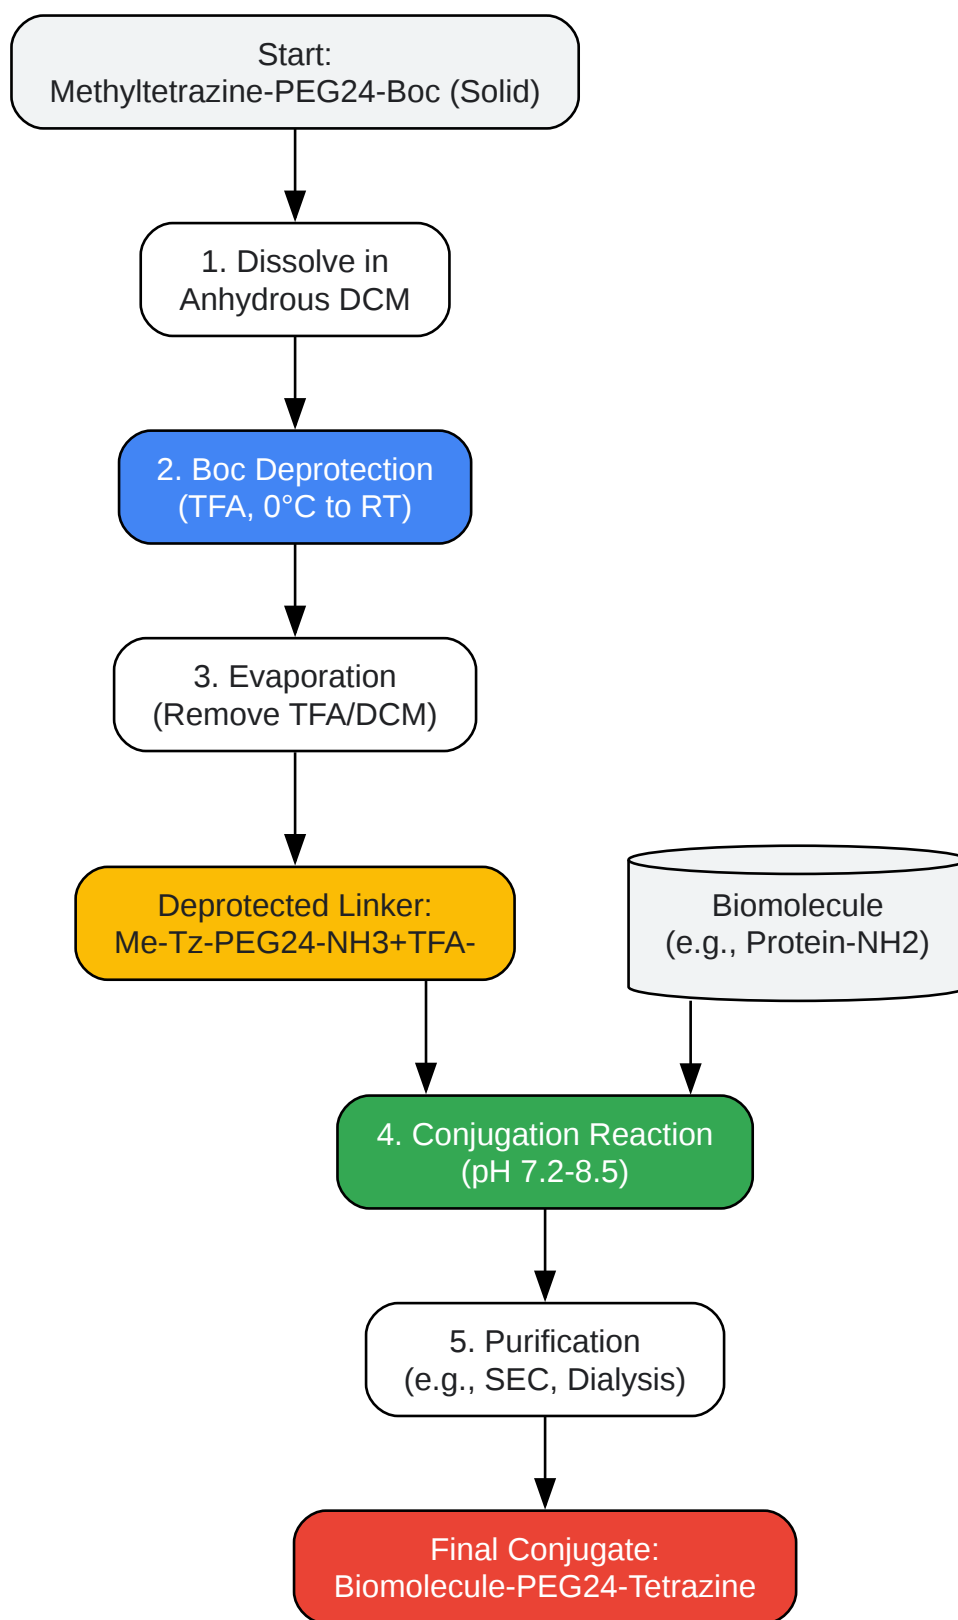 Start:
Methyltetrazine-PEG24-Boc (Solid)
1. Dissolve in
Anhydrous DCM
2. Boc Deprotection
(TFA, 0°C to RT)
3. Evaporation
(Remove TFA/DCM)
Deprotected Linker:
Me-Tz-PEG24-NH3+TFA-
Biomolecule
(e.g., Protein-NH2)
4. Conjugation Reaction
(pH 7.2-8.5)
5. Purification
(e.g., SEC, Dialysis)
Final Conjugate:
Biomolecule-PEG24-Tetrazine